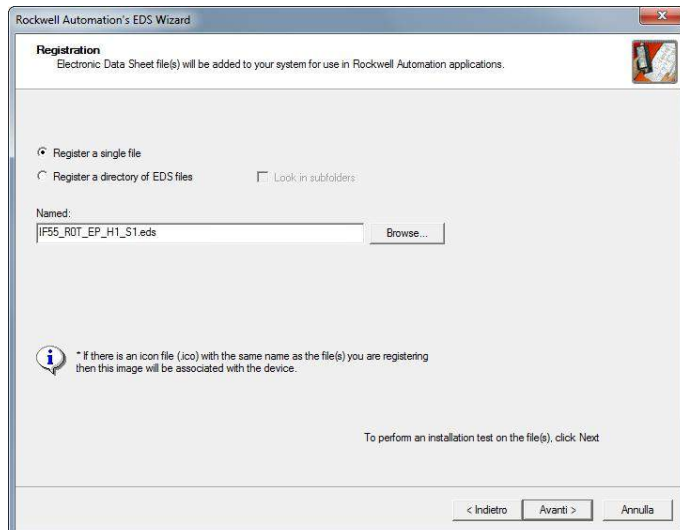 Rockwell Automation's EDS Wizard
Registration
Electronic Data Sheet file(s) will be added to your system for use in Rockwell Automation applications.
Register a single file
Register a directory of EDS files
Look in subfolders
Named:
IF55_R0T_EP_H1_S1.eds
Browse...
* If there is an icon file (.ico) with the same name as the file(s) you are registering
then this image will be associated with the device.
To perform an installation test on the file(s), click Next
< Indietro
Avanti >
Annulla